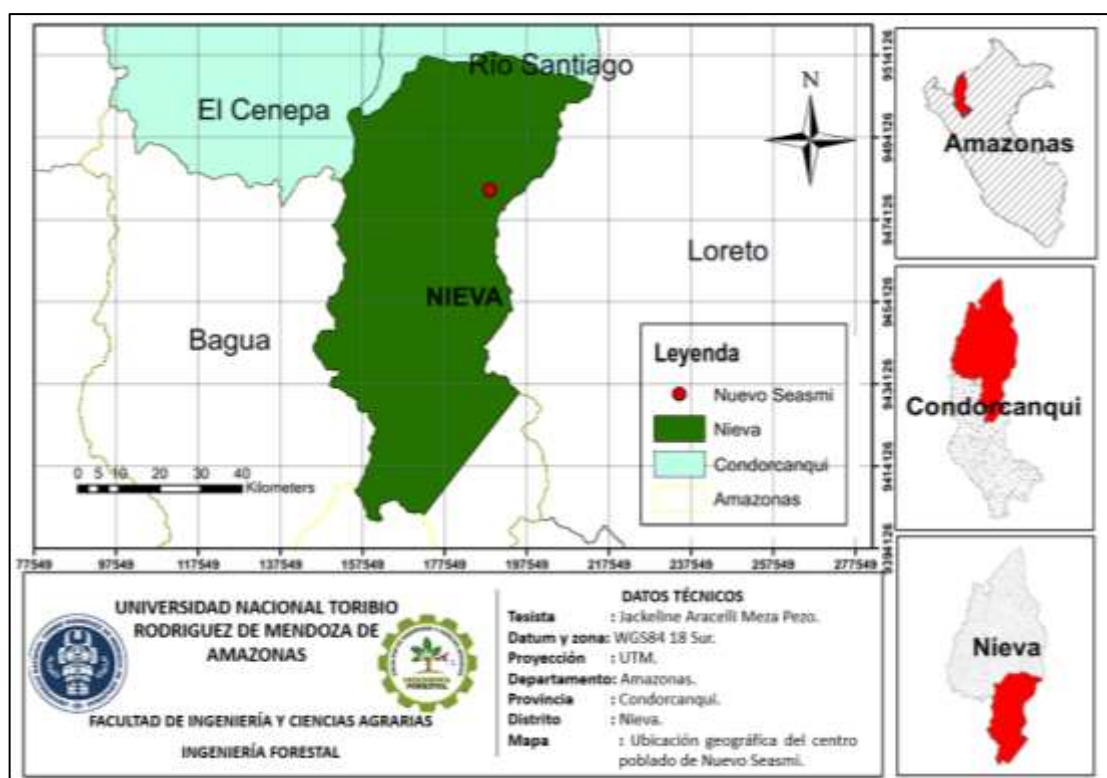 Río Santiago
El Cenepa
N
Loreto
NIEVA
Bagua
Leyenda
Nuevo Seasmi
Nieva
Condorcanqui
Amazonas
0 5 10 20 30 40
Kilometers
77549 97549 117549 137549 157549 177549 197549 217549 237549 257549 277549
9514126
9494126
9474126
9454126
9434126
9414126
9394126
Amazonas
Condorcanqui
Nieva
UNIVERSIDAD NACIONAL TORIBIO
RODRIGUEZ DE MENDOZA DE
AMAZONAS
FACULTAD DE INGENIERÍA Y CIENCIAS AGRARIAS
INGENIERÍA FORESTAL
DATOS TÉCNICOS
Tesista : Jackeline Aracelli Meza Pezo.
Datum y zona: WGS84 18 Sur.
Proyección : UTM.
Departamento: Amazonas.
Provincia : Condorcanqui.
Distrito : Nieva.
Mapa : Ubicación geográfica del centro
poblado de Nuevo Seasmi.